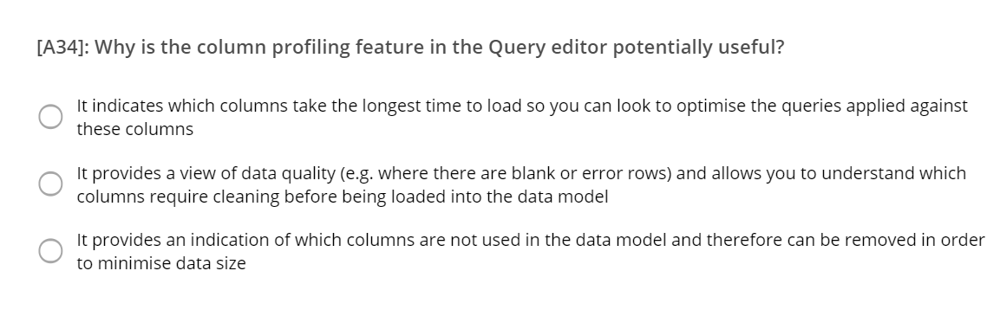 [A34]: Why is the column profiling feature in the Query editor potentially useful?
It indicates which columns take the longest time to load so you can look to optimise the queries applied against
these columns
It provides a view of data quality (e.g. where there are blank or error rows) and allows you to understand which
columns require cleaning before being loaded into the data model
It provides an indication of which columns are not used in the data model and therefore can be removed in order
to minimise data size